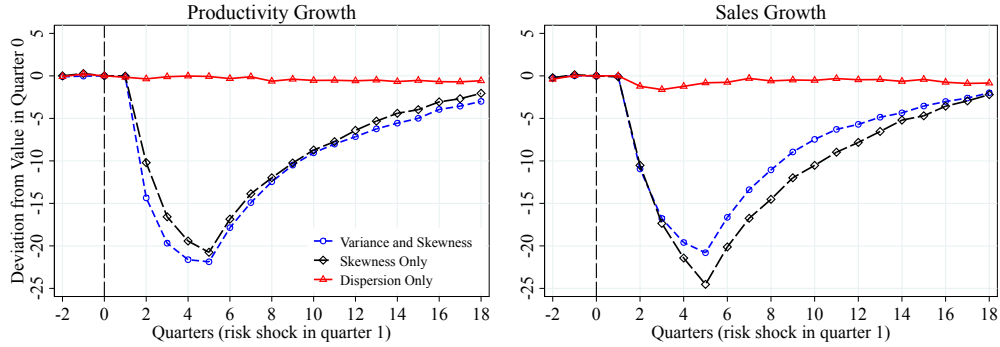 Productivity Growth
Sales Growth
Deviation from Value in Quarter 0
5
0
-5
-10
-15
-20
-25
Variance and Skewness
Skewness Only
Dispersion Only
-2 0 2 4 6 8 10 12 14 16 18
Quarters (risk shock in quarter 1)
5
0
-5
-10
-15
-20
-25
-2 0 2 4 6 8 10 12 14 16 18
Quarters (risk shock in quarter 1)